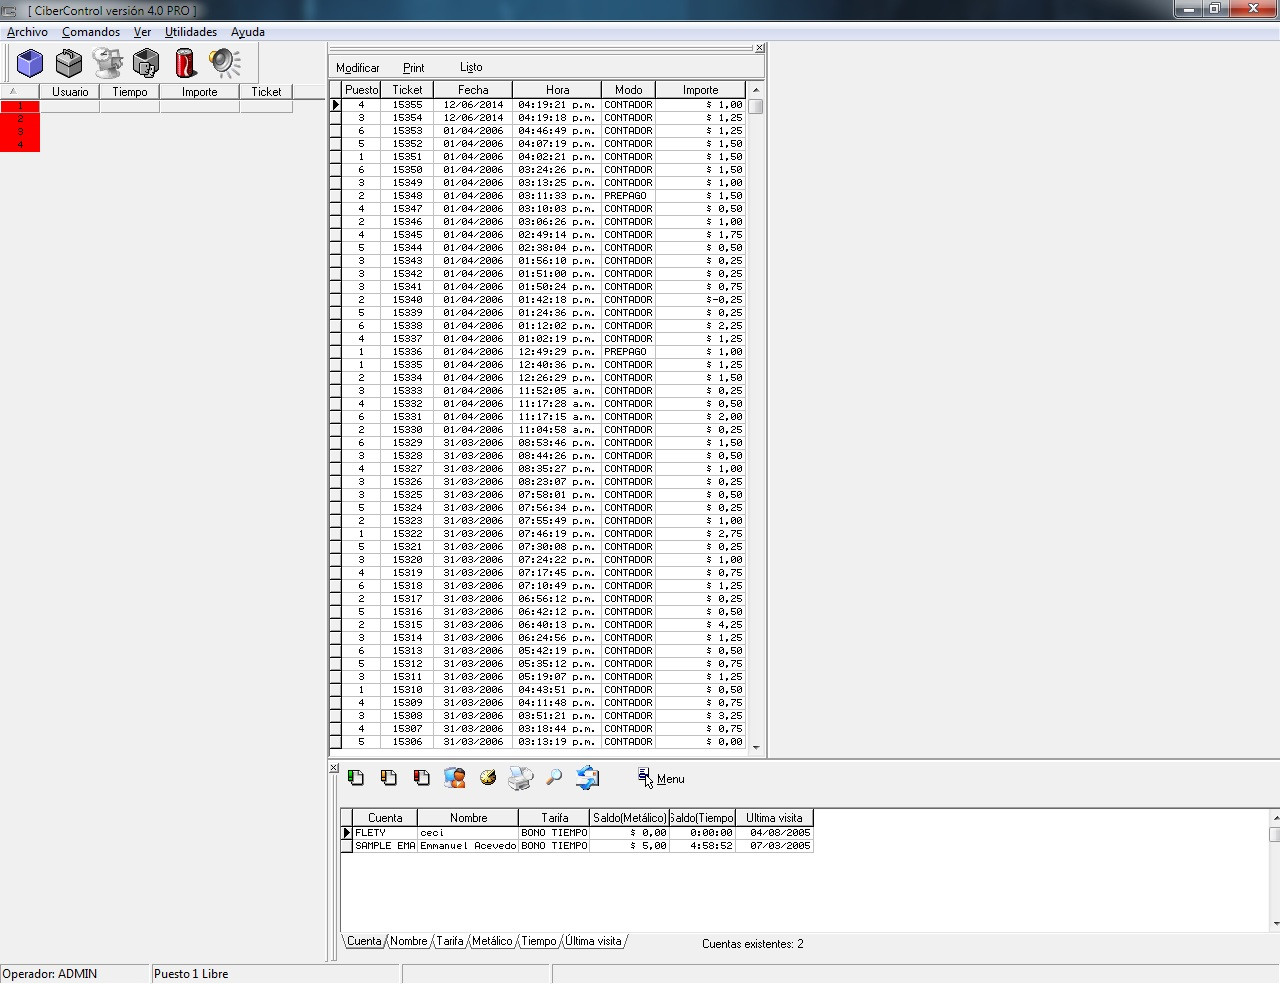 [ CiberControl versión 4.0 PRO ]
Archivo Comandos Ver Utilidades Ayuda
Modificar Print Listo
Usuario Tiempo Importe Ticket
1
2
3
4
Puesto Ticket Fecha Hora Modo Importe
4 15355 12/06/2014 04:19:21 p.m. CONTADOR $ 1,00
3 15354 12/06/2014 04:19:18 p.m. CONTADOR $ 1,25
6 15353 01/04/2006 04:46:49 p.m. CONTADOR $ 1,25
5 15352 01/04/2006 04:07:19 p.m. CONTADOR $ 1,50
1 15351 01/04/2006 04:02:21 p.m. CONTADOR $ 1,50
6 15350 01/04/2006 03:24:26 p.m. CONTADOR $ 1,50
3 15349 01/04/2006 03:13:25 p.m. CONTADOR $ 1,00
2 15348 01/04/2006 03:11:33 p.m. PREPAGO $ 1,50
4 15347 01/04/2006 03:10:03 p.m. CONTADOR $ 0,50
2 15346 01/04/2006 03:06:26 p.m. CONTADOR $ 1,00
4 15345 01/04/2006 02:49:14 p.m. CONTADOR $ 1,75
5 15344 01/04/2006 02:38:04 p.m. CONTADOR $ 0,50
3 15343 01/04/2006 01:56:10 p.m. CONTADOR $ 0,25
3 15342 01/04/2006 01:51:00 p.m. CONTADOR $ 0,25
3 15341 01/04/2006 01:50:24 p.m. CONTADOR $ 0,75
2 15340 01/04/2006 01:42:18 p.m. CONTADOR $-0,25
5 15339 01/04/2006 01:24:36 p.m. CONTADOR $ 0,25
6 15338 01/04/2006 01:12:02 p.m. CONTADOR $ 2,25
4 15337 01/04/2006 01:02:19 p.m. CONTADOR $ 1,25
1 15336 01/04/2006 12:49:29 p.m. PREPAGO $ 1,00
1 15335 01/04/2006 12:40:36 p.m. CONTADOR $ 1,25
2 15334 01/04/2006 12:26:29 p.m. CONTADOR $ 1,50
3 15333 01/04/2006 11:52:05 a.m. CONTADOR $ 0,25
4 15332 01/04/2006 11:17:28 a.m. CONTADOR $ 0,50
6 15331 01/04/2006 11:17:15 a.m. CONTADOR $ 2,00
2 15330 01/04/2006 11:04:58 a.m. CONTADOR $ 0,25
6 15329 31/03/2006 08:53:46 p.m. CONTADOR $ 1,50
3 15328 31/03/2006 08:44:26 p.m. CONTADOR $ 0,50
4 15327 31/03/2006 08:35:27 p.m. CONTADOR $ 1,00
3 15326 31/03/2006 08:23:07 p.m. CONTADOR $ 0,25
3 15325 31/03/2006 07:58:01 p.m. CONTADOR $ 0,50
5 15324 31/03/2006 07:56:34 p.m. CONTADOR $ 0,25
2 15323 31/03/2006 07:55:49 p.m. CONTADOR $ 1,00
1 15322 31/03/2006 07:46:19 p.m. CONTADOR $ 2,75
5 15321 31/03/2006 07:30:08 p.m. CONTADOR $ 0,25
3 15320 31/03/2006 07:24:22 p.m. CONTADOR $ 1,00
4 15319 31/03/2006 07:17:45 p.m. CONTADOR $ 0,75
6 15318 31/03/2006 07:10:49 p.m. CONTADOR $ 1,25
2 15317 31/03/2006 06:56:12 p.m. CONTADOR $ 0,25
5 15316 31/03/2006 06:42:12 p.m. CONTADOR $ 0,50
2 15315 31/03/2006 06:40:13 p.m. CONTADOR $ 4,25
3 15314 31/03/2006 06:24:56 p.m. CONTADOR $ 1,25
6 15313 31/03/2006 05:42:19 p.m. CONTADOR $ 0,50
5 15312 31/03/2006 05:35:12 p.m. CONTADOR $ 0,75
3 15311 31/03/2006 05:19:07 p.m. CONTADOR $ 1,25
1 15310 31/03/2006 04:43:51 p.m. CONTADOR $ 0,50
4 15309 31/03/2006 04:11:48 p.m. CONTADOR $ 0,75
3 15308 31/03/2006 03:51:21 p.m. CONTADOR $ 3,25
4 15307 31/03/2006 03:18:44 p.m. CONTADOR $ 0,75
5 15306 31/03/2006 03:13:19 p.m. CONTADOR $ 0,00
Menu
Cuenta Nombre Tarifa Saldo(Metálico) Saldo(Tiempo Ultima visita
FLETY ceci BONO TIEMPO $ 0,00 0:00:00 04/08/2005
SAMPLE EMA Emmanuel Acevedo BONO TIEMPO $ 5,00 4:58:52 07/03/2005
Cuenta Nombre Tarifa Metálico Tiempo Última visita
Cuentas existentes: 2
Operador: ADMIN Puesto 1 Libre